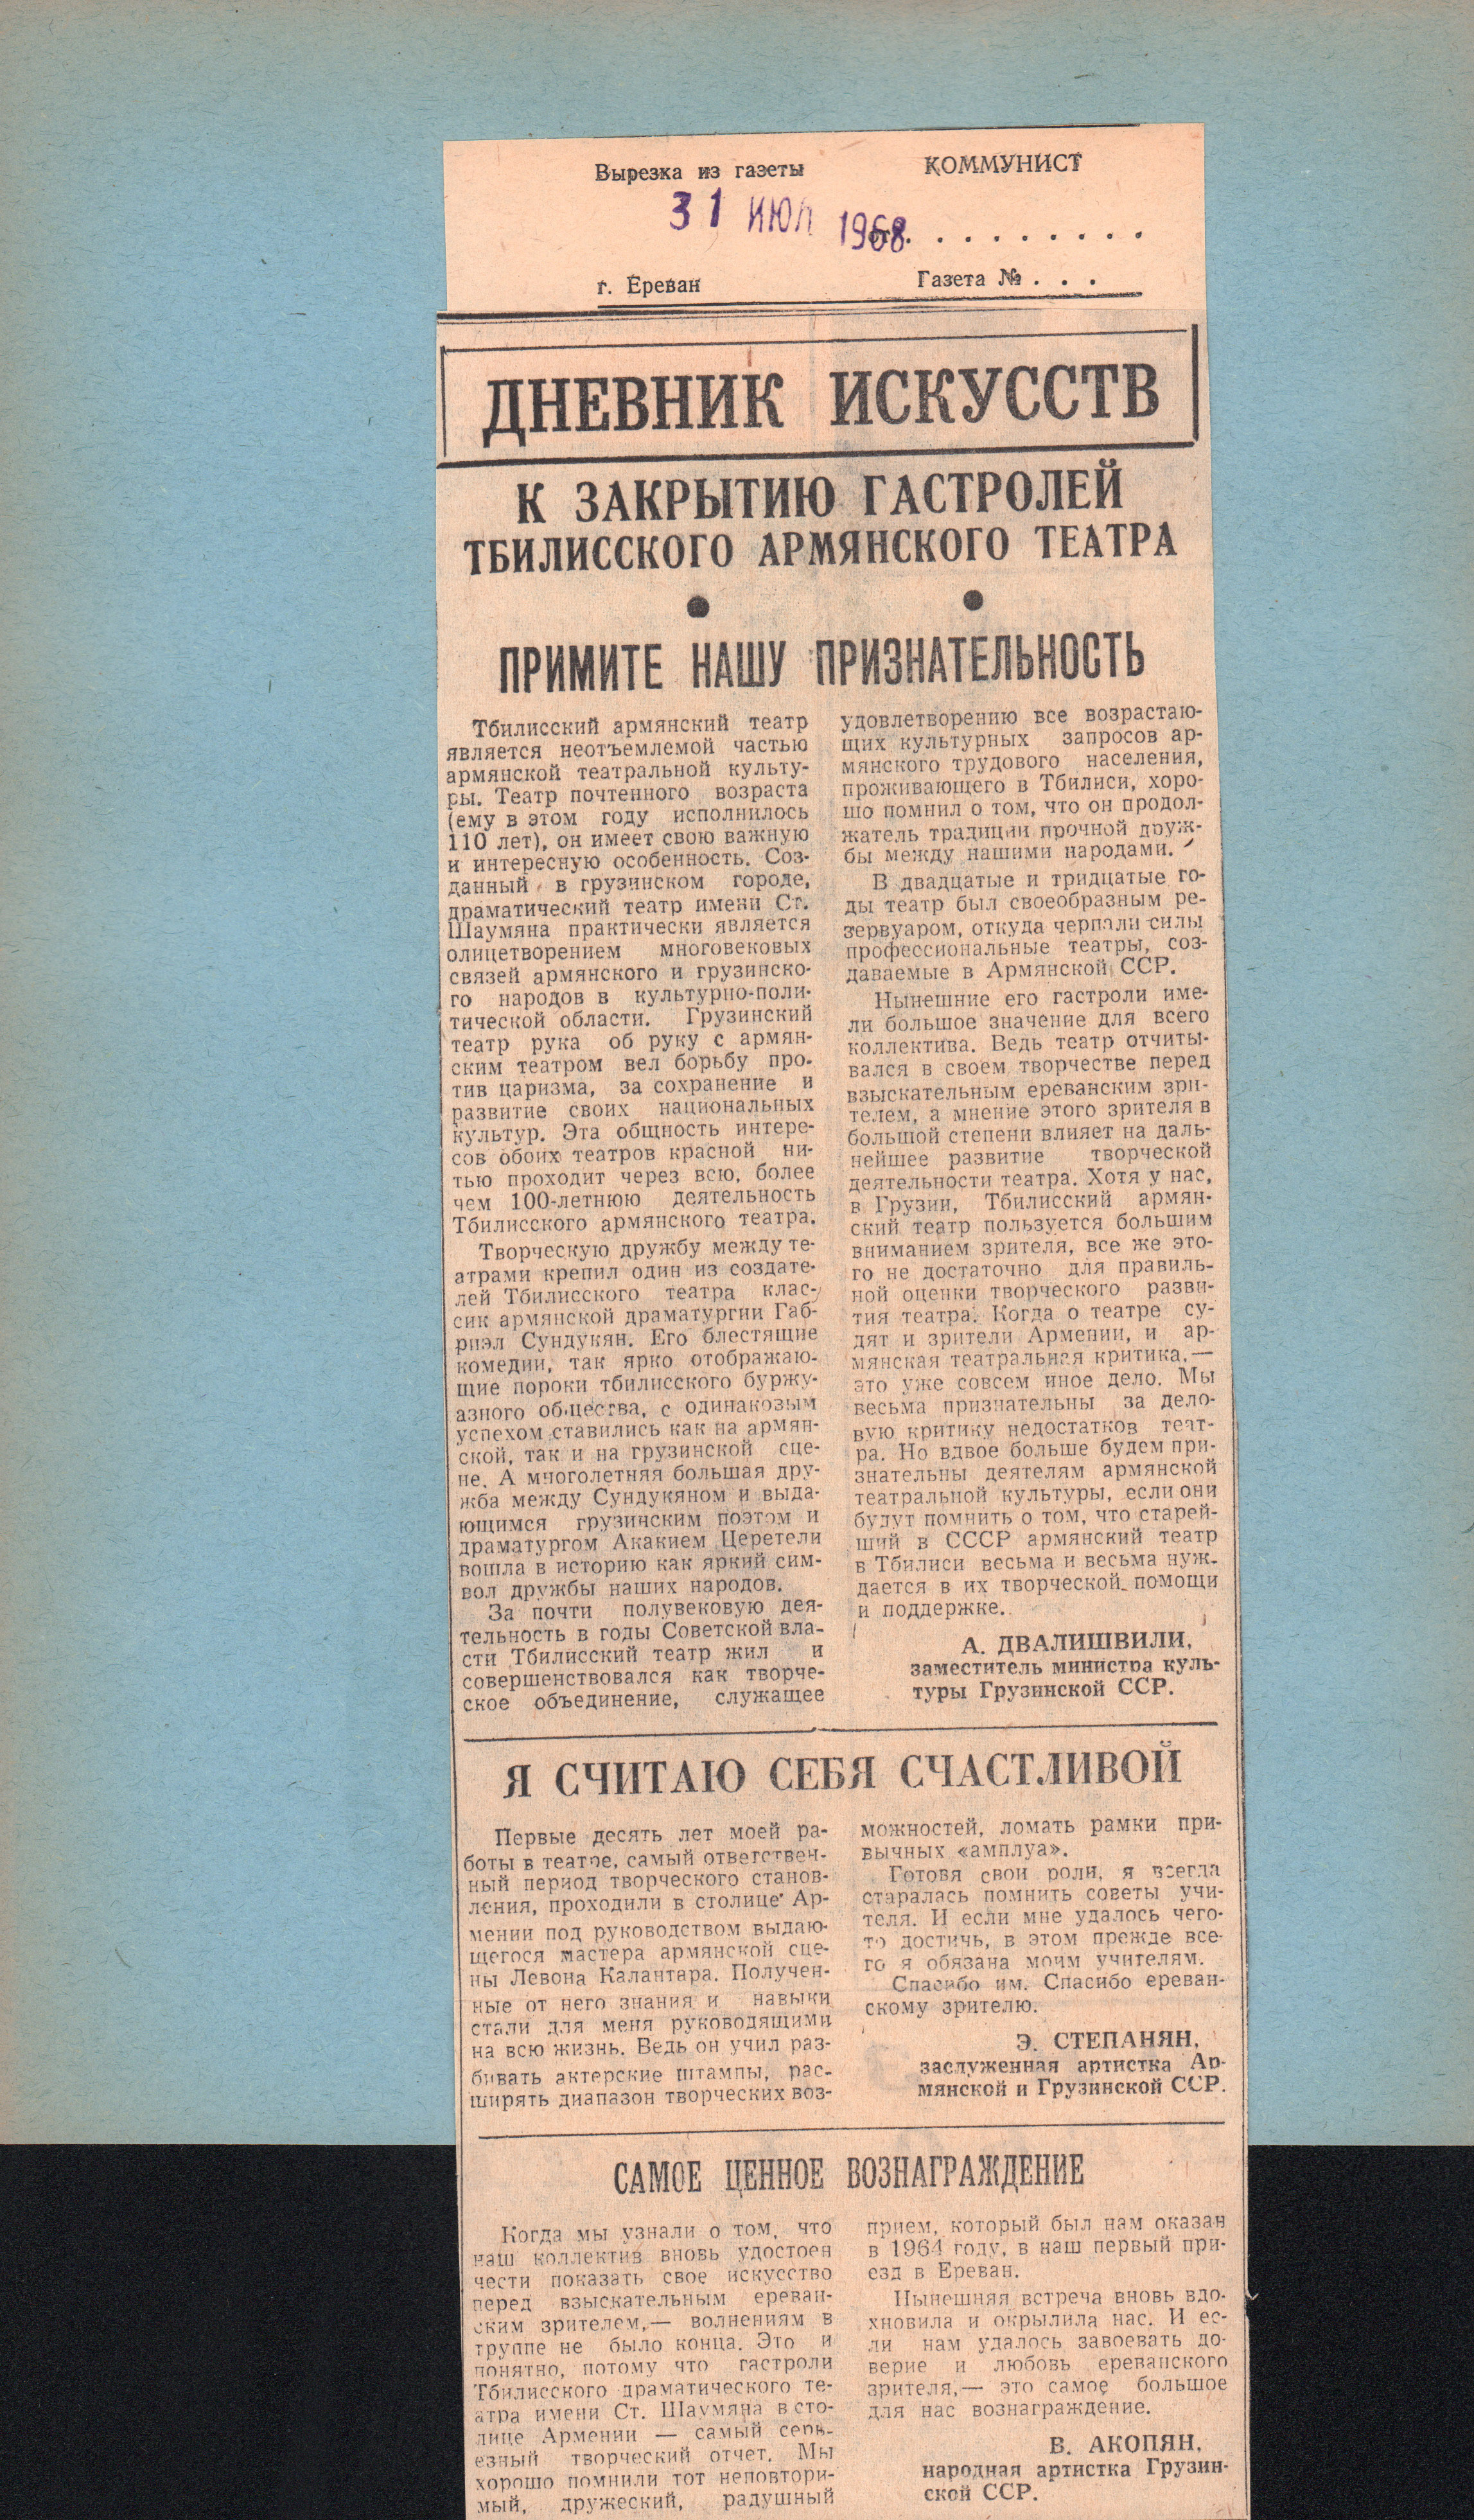 Вырезка из газеты КОММУНИСТ
31 ИЮЛ 1968
г. Ереван Газета № . . .
ДНЕВНИК ИСКУССТВ
К ЗАКРЫТИЮ ГАСТРОЛЕЙ
ТБИЛИССКОГО АРМЯНСКОГО ТЕАТРА
ПРИМИТЕ НАШУ ПРИЗНАТЕЛЬНОСТЬ
Тбилисский армянский театр
является неотъемлемой частью
армянской театральной культу-
ры. Театр почтенного возраста
(ему в этом году исполнилось
110 лет), он имеет свою важную
и интересную особенность. Соз-
данный в грузинском городе,
драматический театр имени Ст.
Шаумяна практически является
олицетворением многовековых
связей армянского и грузинско-
го народов в культурно-поли-
тической области. Грузинский
театр рука об руку с армян-
ским театром вел борьбу про-
тив царизма, за сохранение и
развитие своих национальных
культур. Эта общность интере-
сов обоих театров красной ни-
тью проходит через всю, более
чем 100-летнюю деятельность
Тбилисского армянского театра.
Творческую дружбу между те-
атрами крепил один из создате-
лей Тбилисского театра клас-
сик армянской драматургии Габ-
риэл Сундукян. Его блестящие
комедии, так ярко отображаю-
щие пороки тбилисского буржу-
азного общества, с одинаковым
успехом ставились как на армян-
ской, так и на грузинской сце-
не. А многолетняя большая дру-
жба между Сундукяном и выда-
ющимся грузинским поэтом и
драматургом Акакием Церетели
вошла в историю как яркий сим-
вол дружбы наших народов.
За почти полувековую дея-
тельность в годы Советской вла-
сти Тбилисский театр жил и
совершенствовался как творче-
ское объединение, служащее
удовлетворению все возрастаю-
щих культурных запросов ар-
мянского трудового населения,
проживающего в Тбилиси, хоро-
шо помнил о том, что он продол-
жатель традиции прочной друж-
бы между нашими народами.
В двадцатые и тридцатые го-
ды театр был своеобразным ре-
зервуаром, откуда черпали силы
профессиональные театры, соз-
даваемые в Армянской ССР.
Нынешние его гастроли име-
ли большое значение для всего
коллектива. Ведь театр отчиты-
вался в своем творчестве перед
взыскательным ереванским зри-
телем, а мнение этого зрителя в
большой степени влияет на даль-
нейшее развитие творческой
деятельности театра. Хотя у нас,
в Грузии, Тбилисский армян-
ский театр пользуется большим
вниманием зрителя, все же это-
го не достаточно для правиль-
ной оценки творческого разви-
тия театра. Когда о театре су-
дят и зрители Армении, и ар-
мянская театральная критика,—
это уже совсем иное дело. Мы
весьма признательны за дело-
вую критику недостатков теат-
ра. Но вдвое больше будем при-
знательны деятелям армянской
театральной культуры, если они
будут помнить о том, что старей-
ший в СССР армянский театр
в Тбилиси весьма и весьма нуж-
дается в их творческой помощи
и поддержке.
А. ДВАЛИШВИЛИ,
заместитель министра куль-
туры Грузинской ССР.
Я СЧИТАЮ СЕБЯ СЧАСТЛИВОЙ
Первые десять лет моей ра-
боты в театре, самый ответствен-
ный период творческого станов-
ления, проходили в столице Ар-
мении под руководством выдаю-
щегося мастера армянской сце-
ны Левона Калантара. Получен-
ные от него знания и навыки
стали для меня руководящими
на всю жизнь. Ведь он учил раз-
бивать актерские штампы, рас-
ширять диапазон творческих воз-
можностей, ломать рамки при-
вычных «амплуа».
Готовя свои роли, я всегда
старалась помнить советы учи-
теля. И если мне удалось чего-
то достичь, в этом прежде все-
го я обязана моим учителям.
Спасибо им. Спасибо ереван-
скому зрителю.
Э. СТЕПАНЯН,
заслуженная артистка Ар-
мянской и Грузинской ССР.
САМОЕ ЦЕННОЕ ВОЗНАГРАЖДЕНИЕ
Когда мы узнали о том, что
наш коллектив вновь удостоен
чести показать свое искусство
перед взыскательным ереван-
ским зрителем,— волнениям в
труппе не было конца. Это и
понятно, потому что гастроли
Тбилисского драматического те-
атра имени Ст. Шаумяна в сто-
лице Армении — самый серь-
езный творческий отчет. Мы
хорошо помнили тот неповтори-
мый, дружеский, радушный
прием, который был нам оказан
в 1964 году, в наш первый при-
езд в Ереван.
Нынешняя встреча вновь вдо-
хновила и окрылила нас. И ес-
ли нам удалось завоевать до-
верие и любовь ереванского
зрителя,— это самое большое
для нас вознаграждение.
В. АКОПЯН,
народная артистка Грузин-
ской ССР.